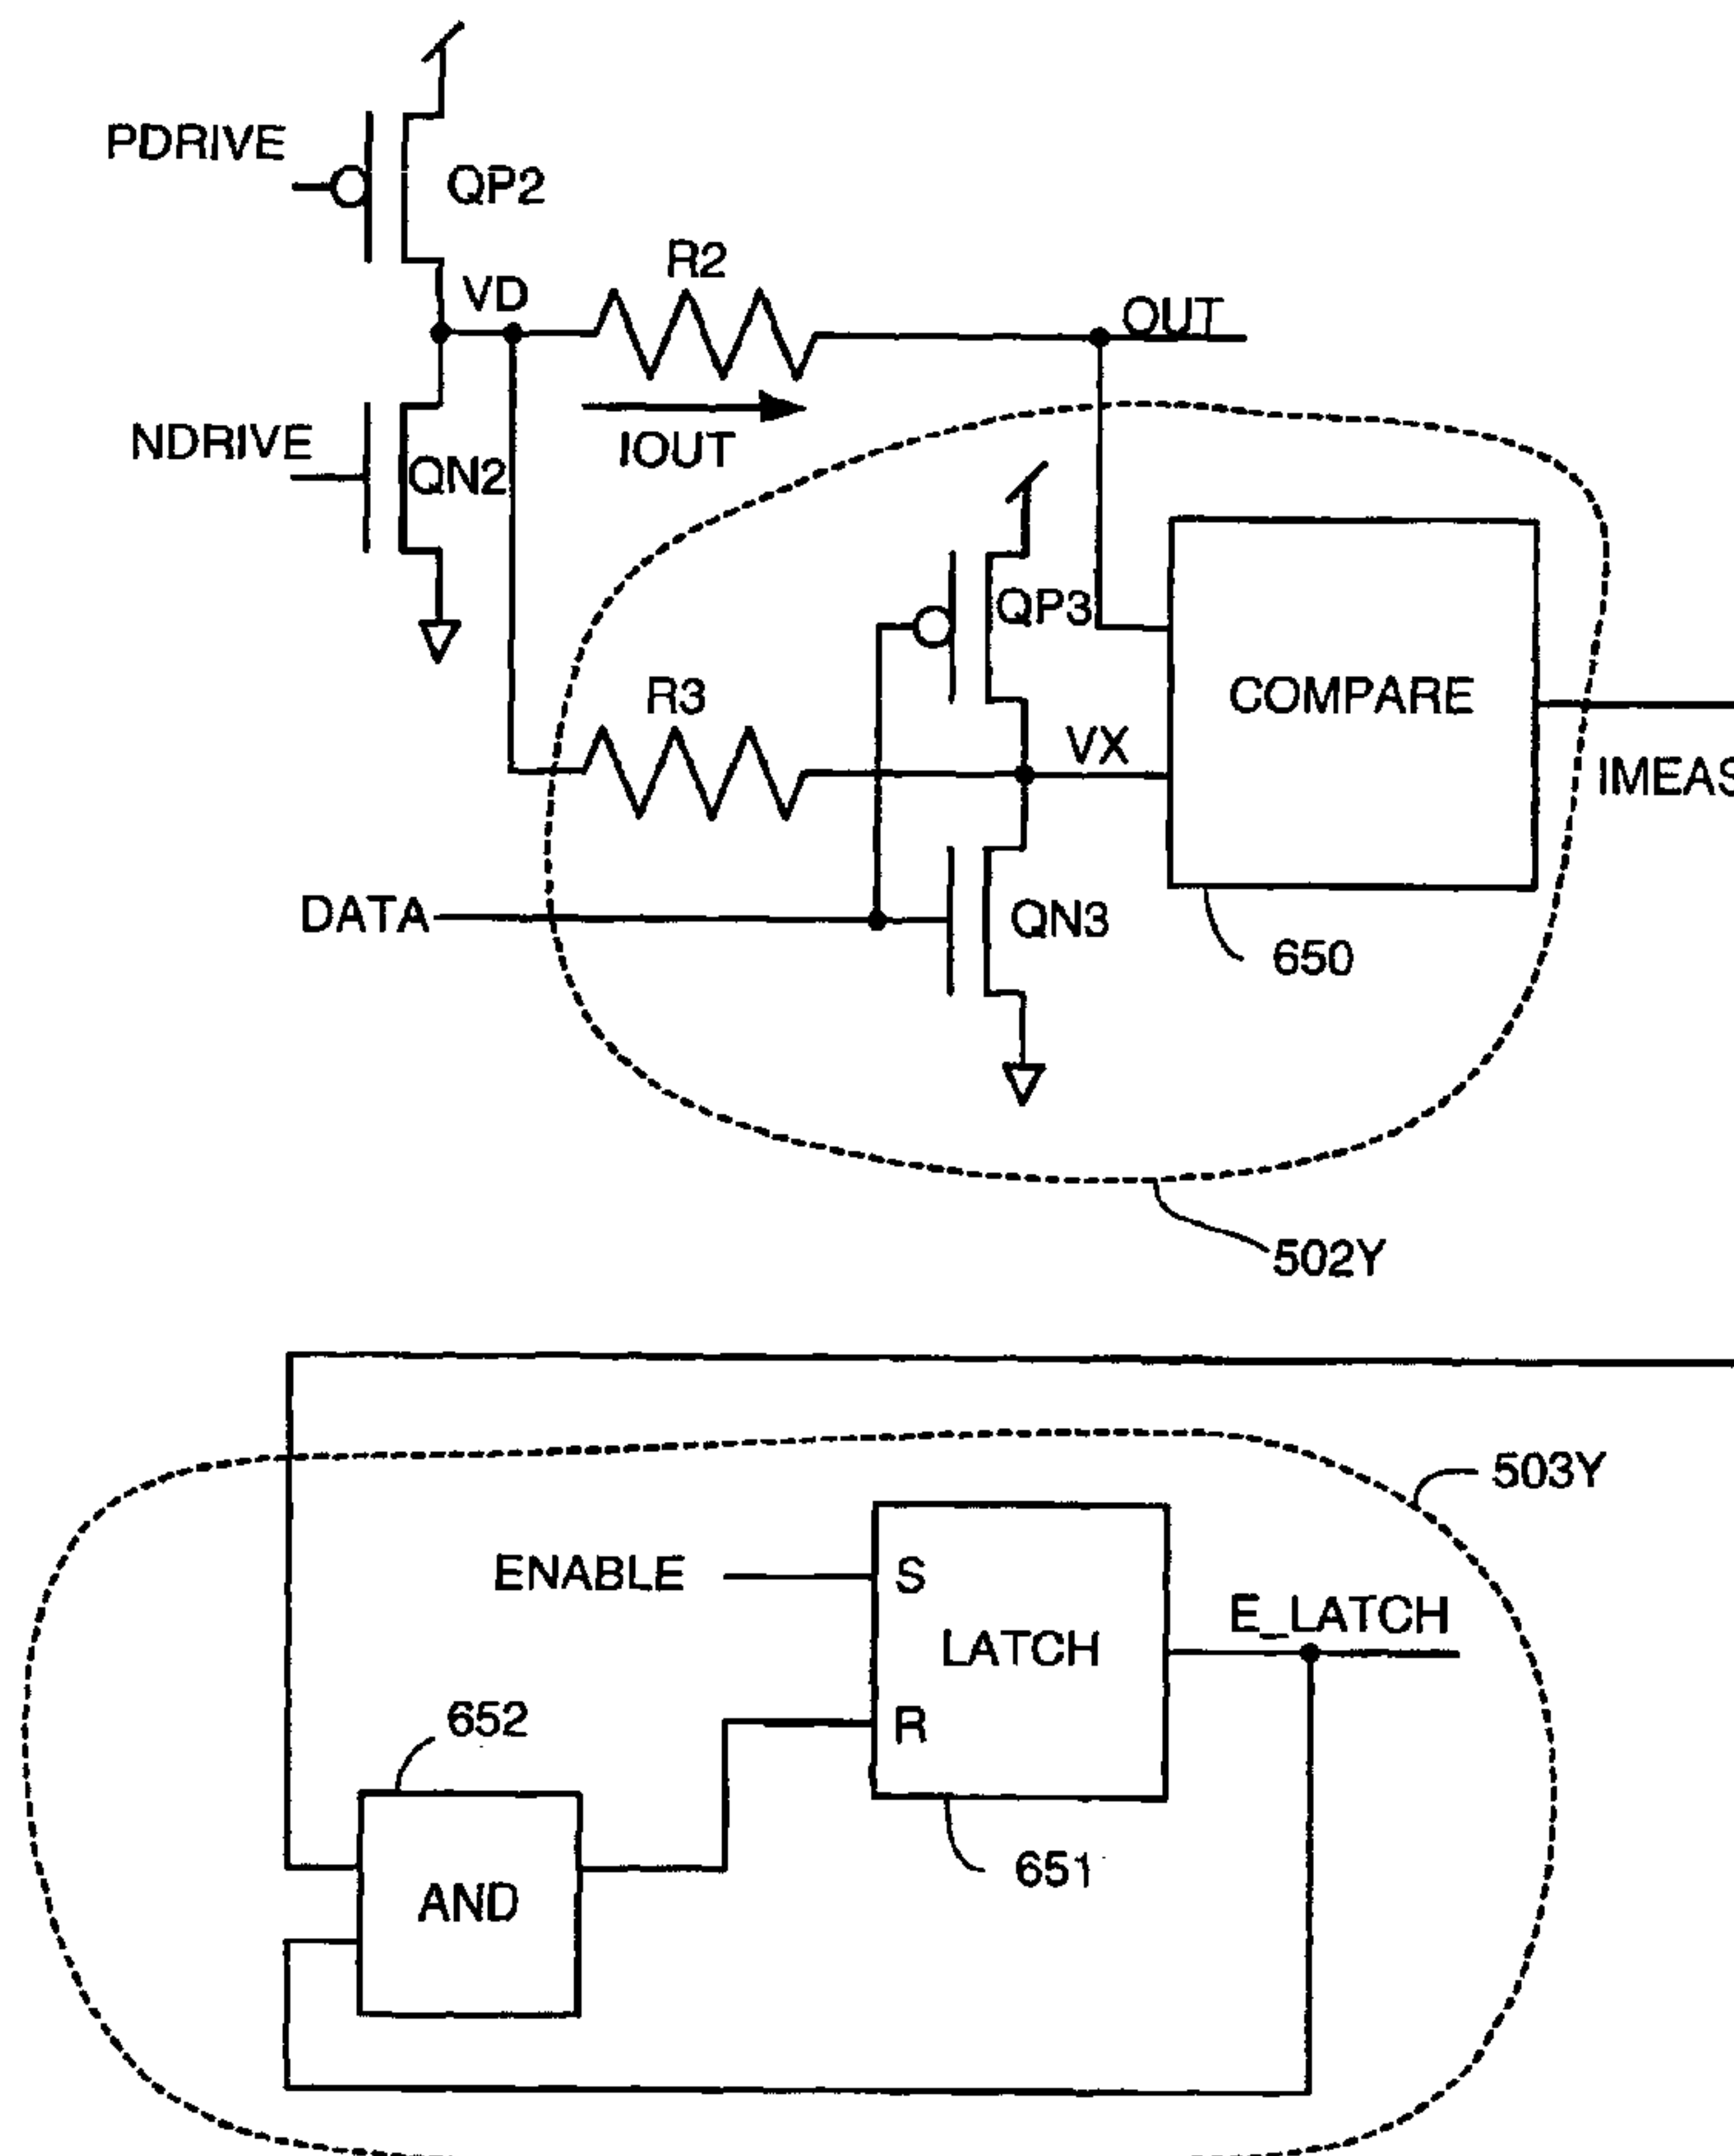 PDRIVE
QP2
R2
VD
OUT
NDRIVE
QN2
IOUT
QP3
COMPARE
R3
VX
IMEAS
DATA
QN3
650
502Y
503Y
ENABLE
S
LATCH
E_LATCH
R
652
651
AND